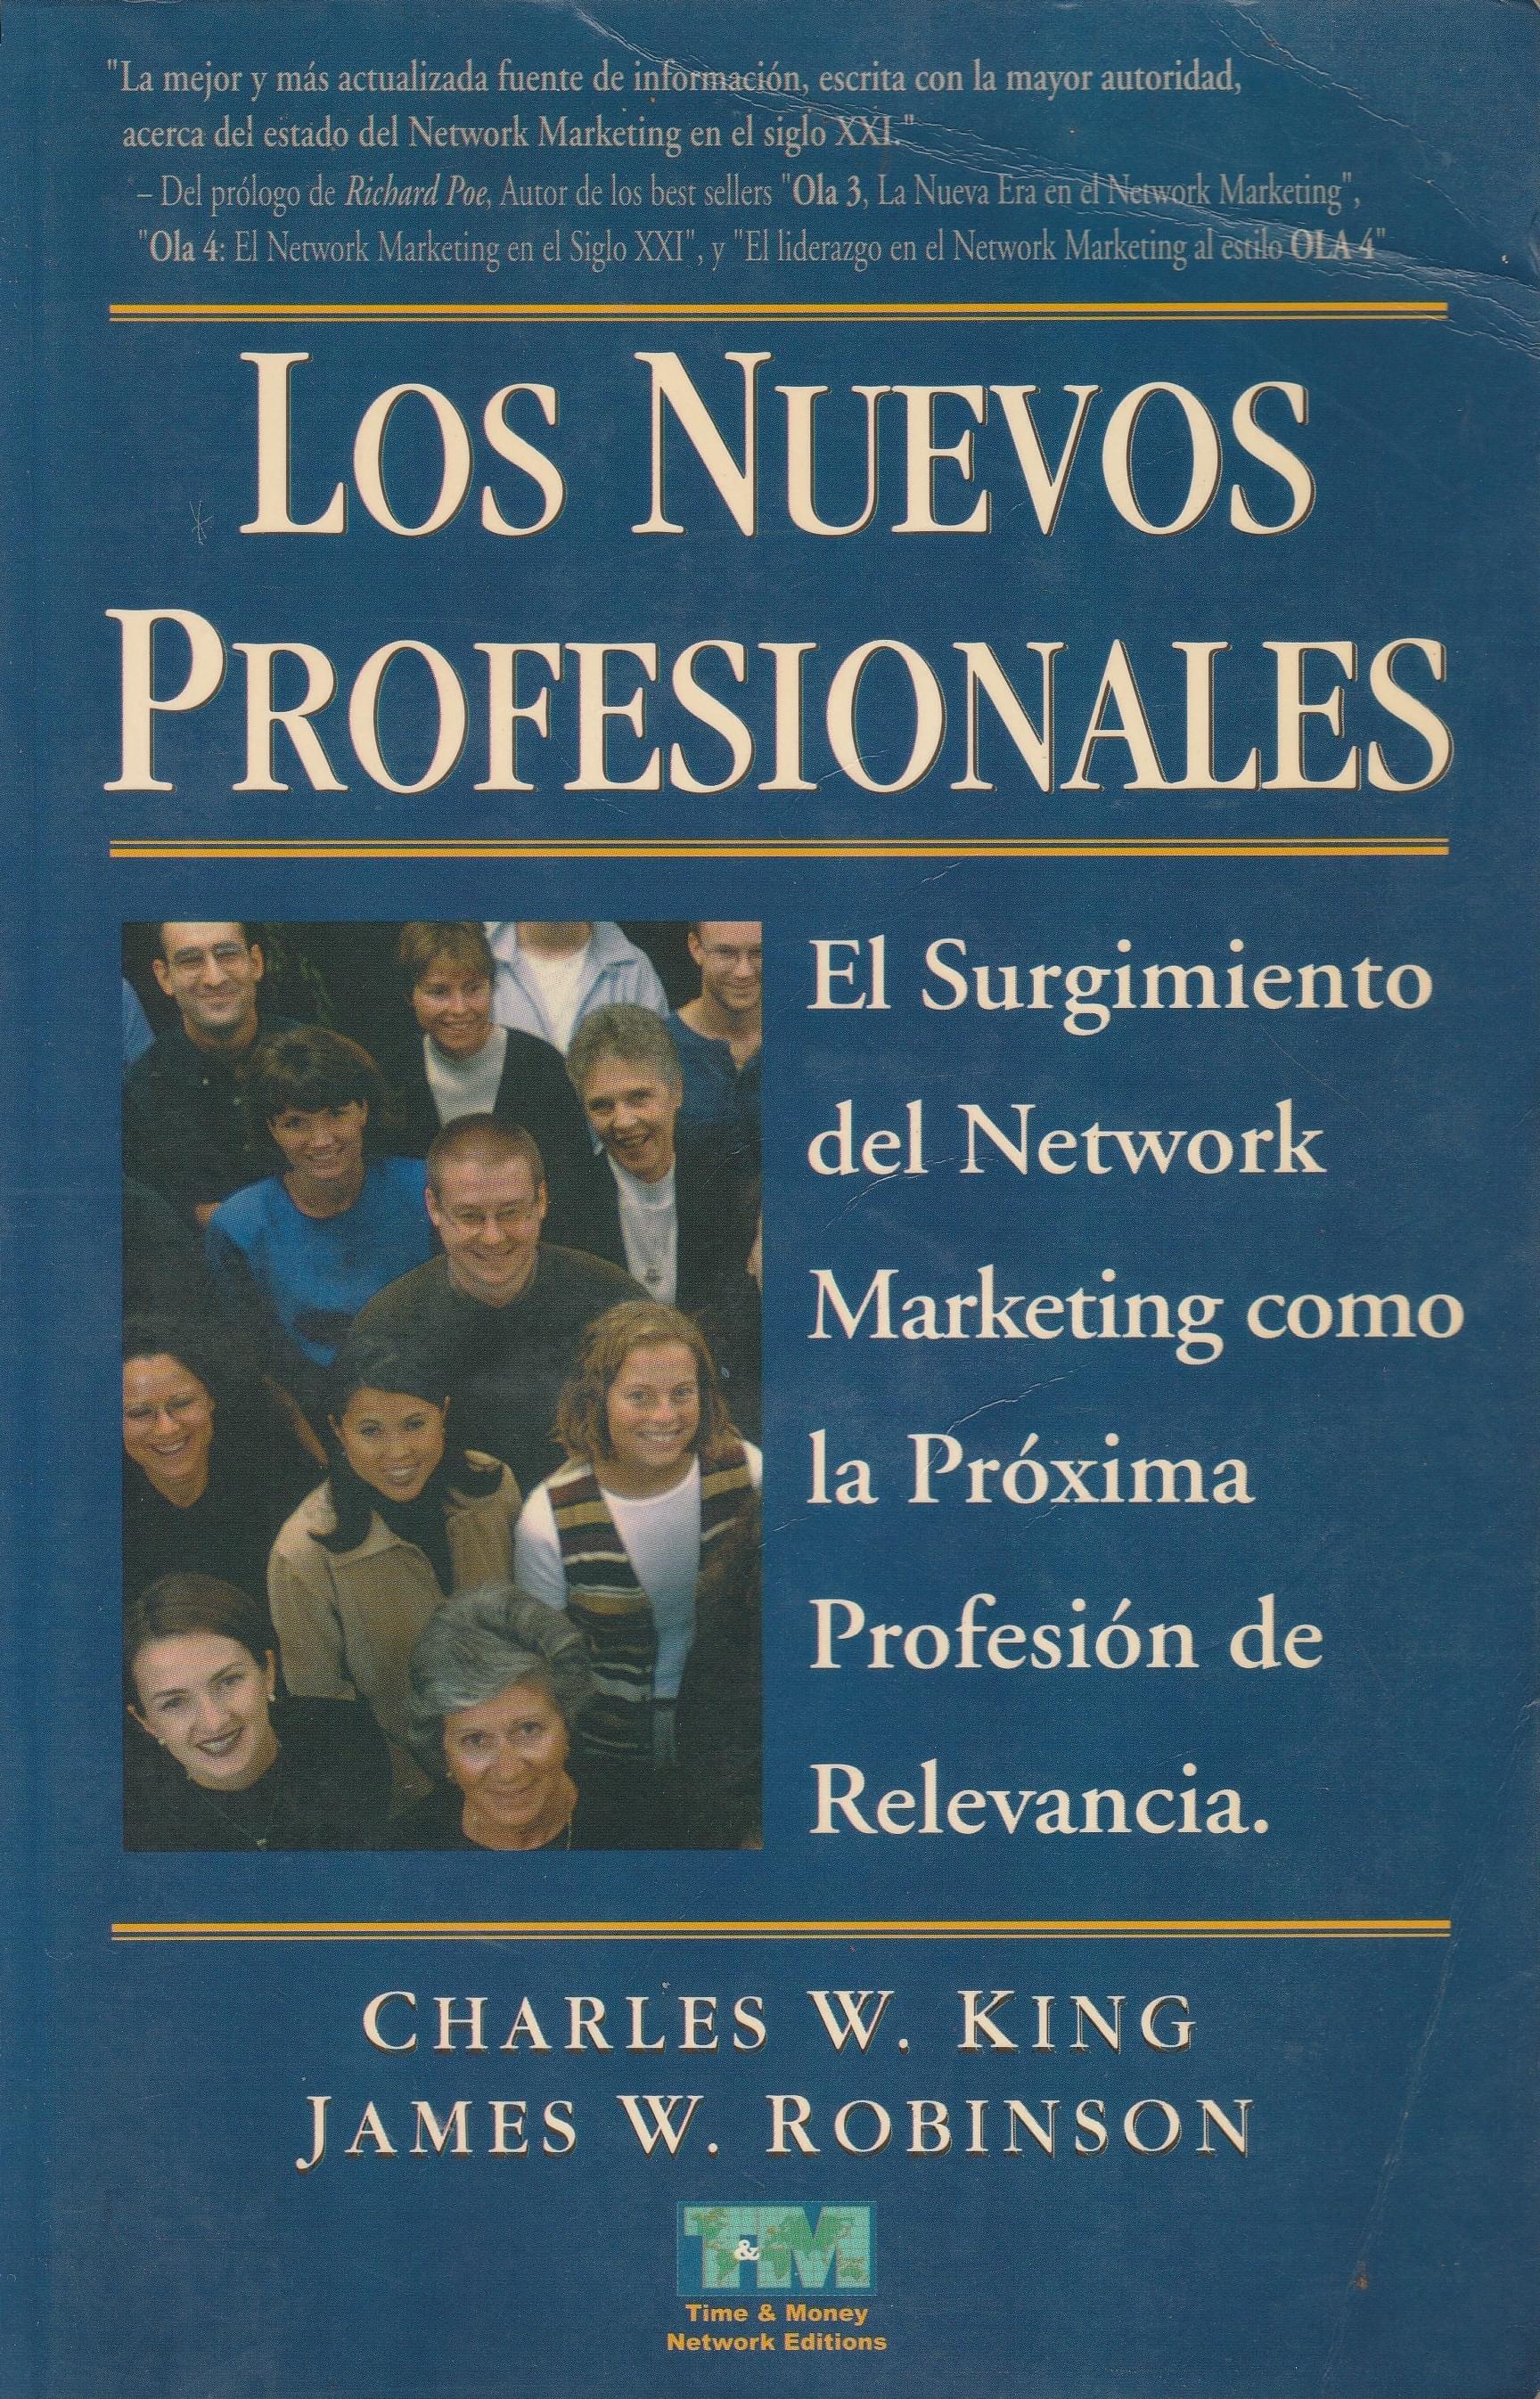 "La mejor y más actualizada fuente de información, escrita con la mayor autoridad,
acerca del estado del Network Marketing en el siglo XXI."
– Del prólogo de Richard Poe, Autor de los best sellers "Ola 3, La Nueva Era en el Network Marketing",
"Ola 4: El Network Marketing en el Siglo XXI", y "El liderazgo en el Network Marketing al estilo OLA 4"
LOS NUEVOS
PROFESIONALES
El Surgimiento
del Network
Marketing como
la Próxima
Profesión de
Relevancia.
CHARLES W. KING
JAMES W. ROBINSON
T&M
Time & Money
Network Editions